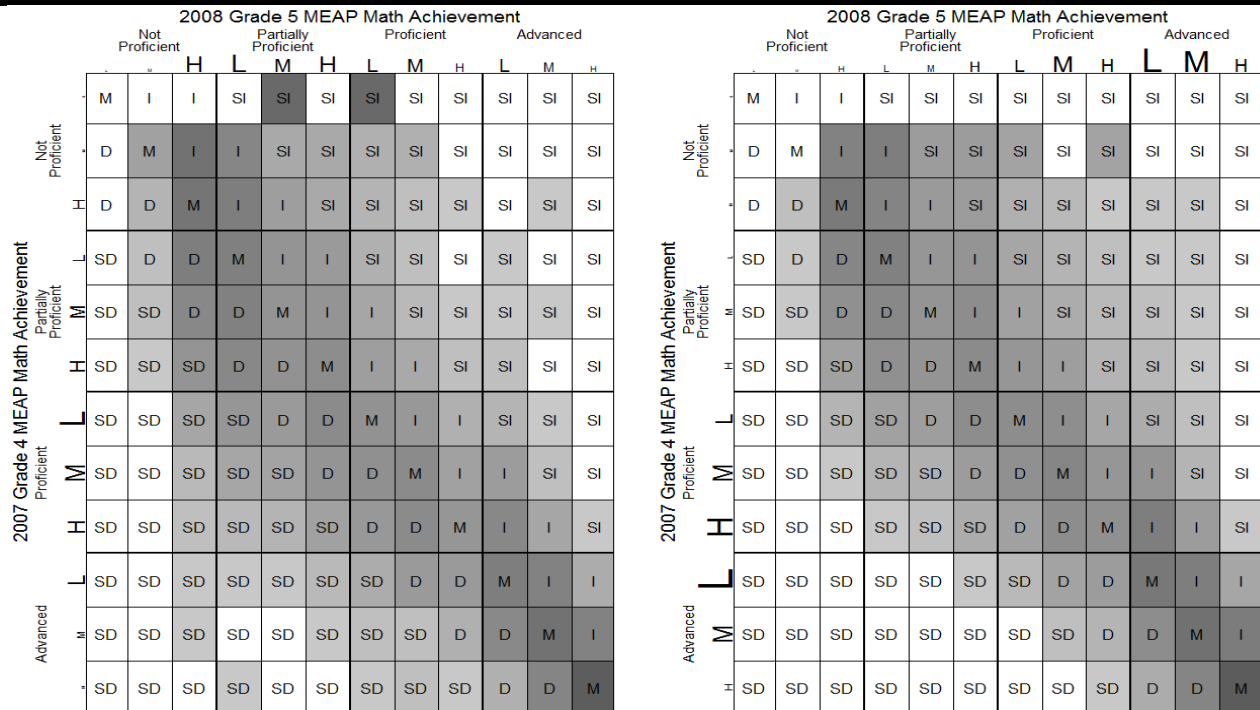 2008 Grade 5 MEAP Math Achievement
Not Proficient
Partially Proficient
Proficient
Advanced
H L M H L M H L M H
2007 Grade 4 MEAP Math Achievement
Not Proficient
M I I SI SI SI SI SI SI SI SI SI
D M I I SI SI SI SI SI SI SI SI
H D D M I I SI SI SI SI SI SI SI
Partially Proficient
L SD D D M I I SI SI SI SI SI SI
M SD SD D D M I I SI SI SI SI SI
H SD SD SD D D M I I SI SI SI SI
Proficient
L SD SD SD SD D D M I I SI SI SI
M SD SD SD SD SD D D M I I SI SI
H SD SD SD SD SD SD D D M I I SI
Advanced
L SD SD SD SD SD SD SD D D M I I
M SD SD SD SD SD SD SD SD D D M I
SD SD SD SD SD SD SD SD SD D D M
2008 Grade 5 MEAP Math Achievement
Not Proficient
Partially Proficient
Proficient
Advanced
H L M H L M H L M H
2007 Grade 4 MEAP Math Achievement
Not Proficient
M I I SI SI SI SI SI SI SI SI SI
D M I I SI SI SI SI SI SI SI SI
D D M I I SI SI SI SI SI SI SI
Partially Proficient
L SD D D M I I SI SI SI SI SI SI
M SD SD D D M I I SI SI SI SI SI
H SD SD SD D D M I I SI SI SI SI
Proficient
L SD SD SD SD D D M I I SI SI SI
M SD SD SD SD SD D D M I I SI SI
H SD SD SD SD SD SD D D M I I SI
Advanced
L SD SD SD SD SD SD SD D D M I I
M SD SD SD SD SD SD SD SD D D M I
H SD SD SD SD SD SD SD SD SD D D M